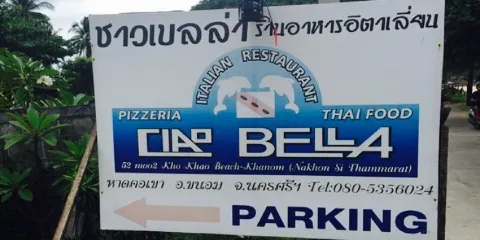 ชาวเบลล่า ร้านอาหารอิตาเลี่ยน
ITALIAN RESTAURANT
PIZZERIA THAI FOOD
CIAO BELLA
52 moo2 Kho Khao Beach-Khanom (Nakhon Si Thammarat)
หาดคอเขา อ.ขนอม จ.นครศรีฯ Tel:080-5356024
PARKING